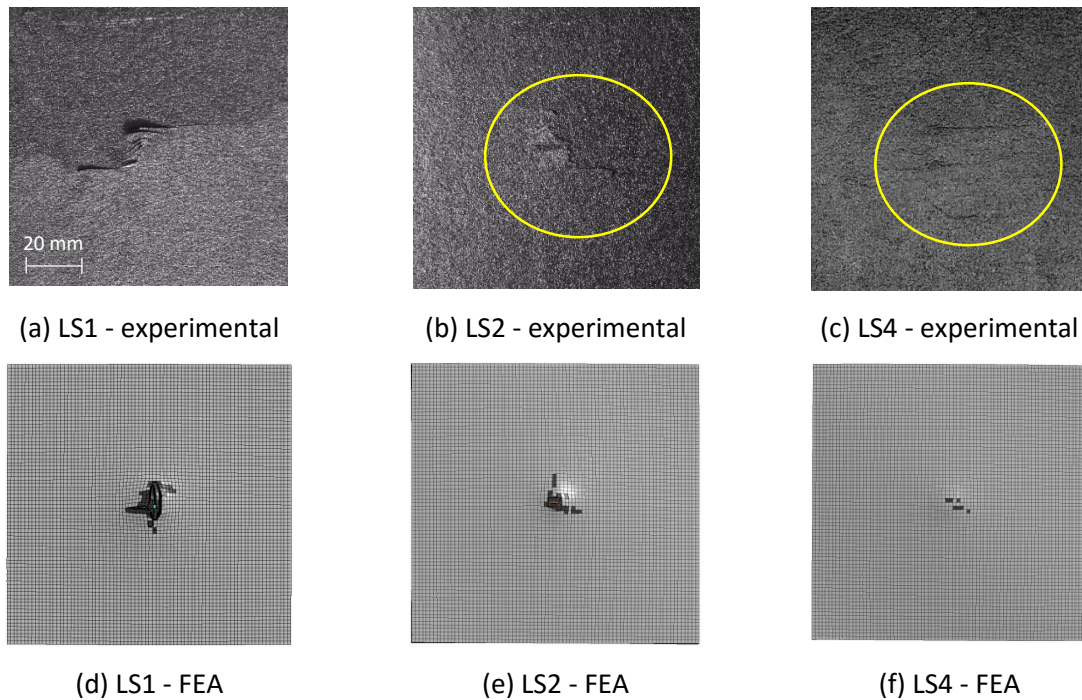 20 mm
(a) LS1 - experimental
(b) LS2 - experimental
(c) LS4 - experimental
(d) LS1 - FEA
(e) LS2 - FEA
(f) LS4 - FEA